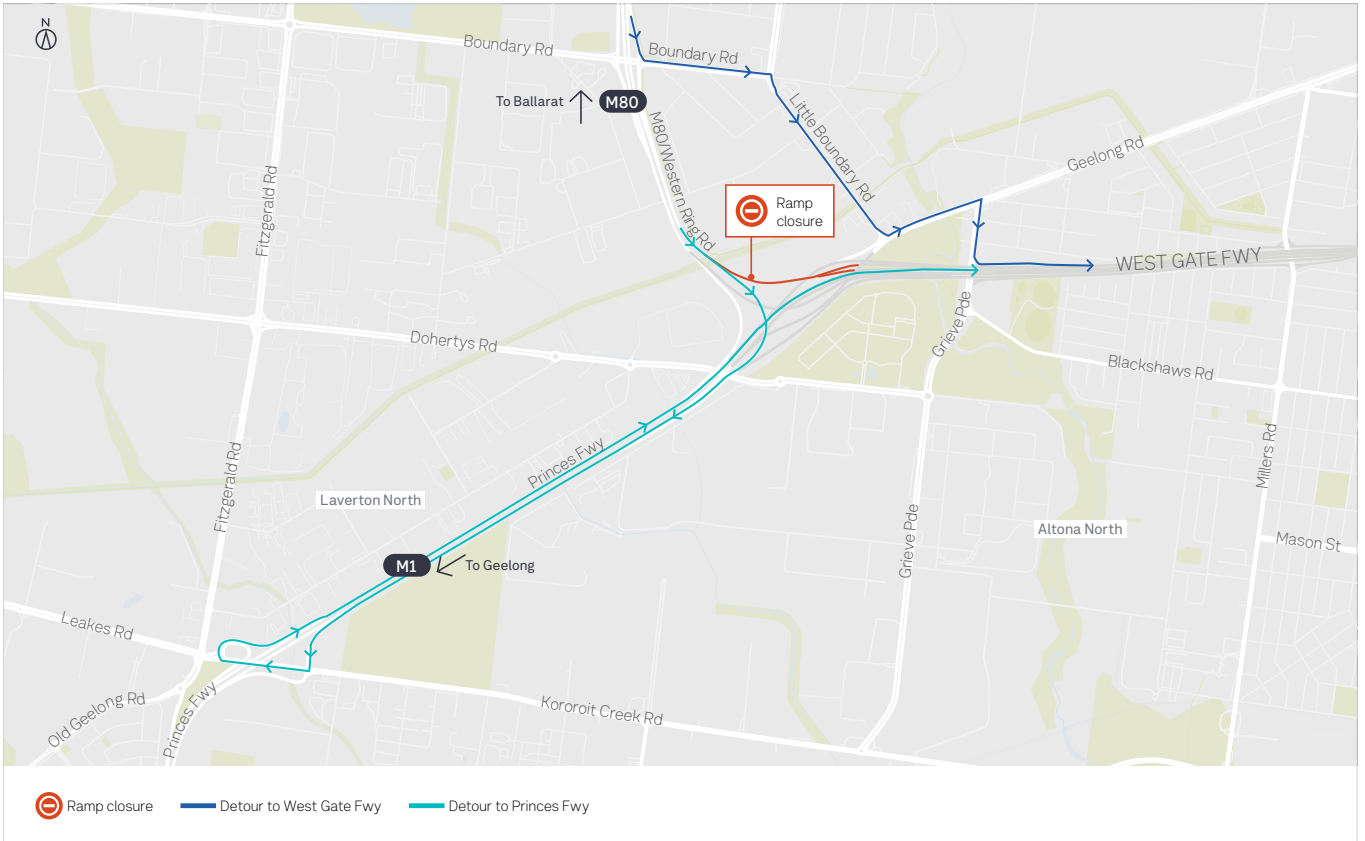 N
Boundary Rd
Boundary Rd
To Ballarat
M80
Little Boundary Rd
M80/Western Ring Rd
Geelong Rd
Fitzgerald Rd
Ramp
closure
WEST GATE FWY
Grieve Pde
Dohertys Rd
Blackshaws Rd
Princes Fwy
Fitzgerald Rd
Millers Rd
Laverton North
Altona North
Grieve Pde
Mason St
M1
To Geelong
Leakes Rd
Old Geelong Rd
Princes Fwy
Kororoit Creek Rd
Ramp closure
Detour to West Gate Fwy
Detour to Princes Fwy